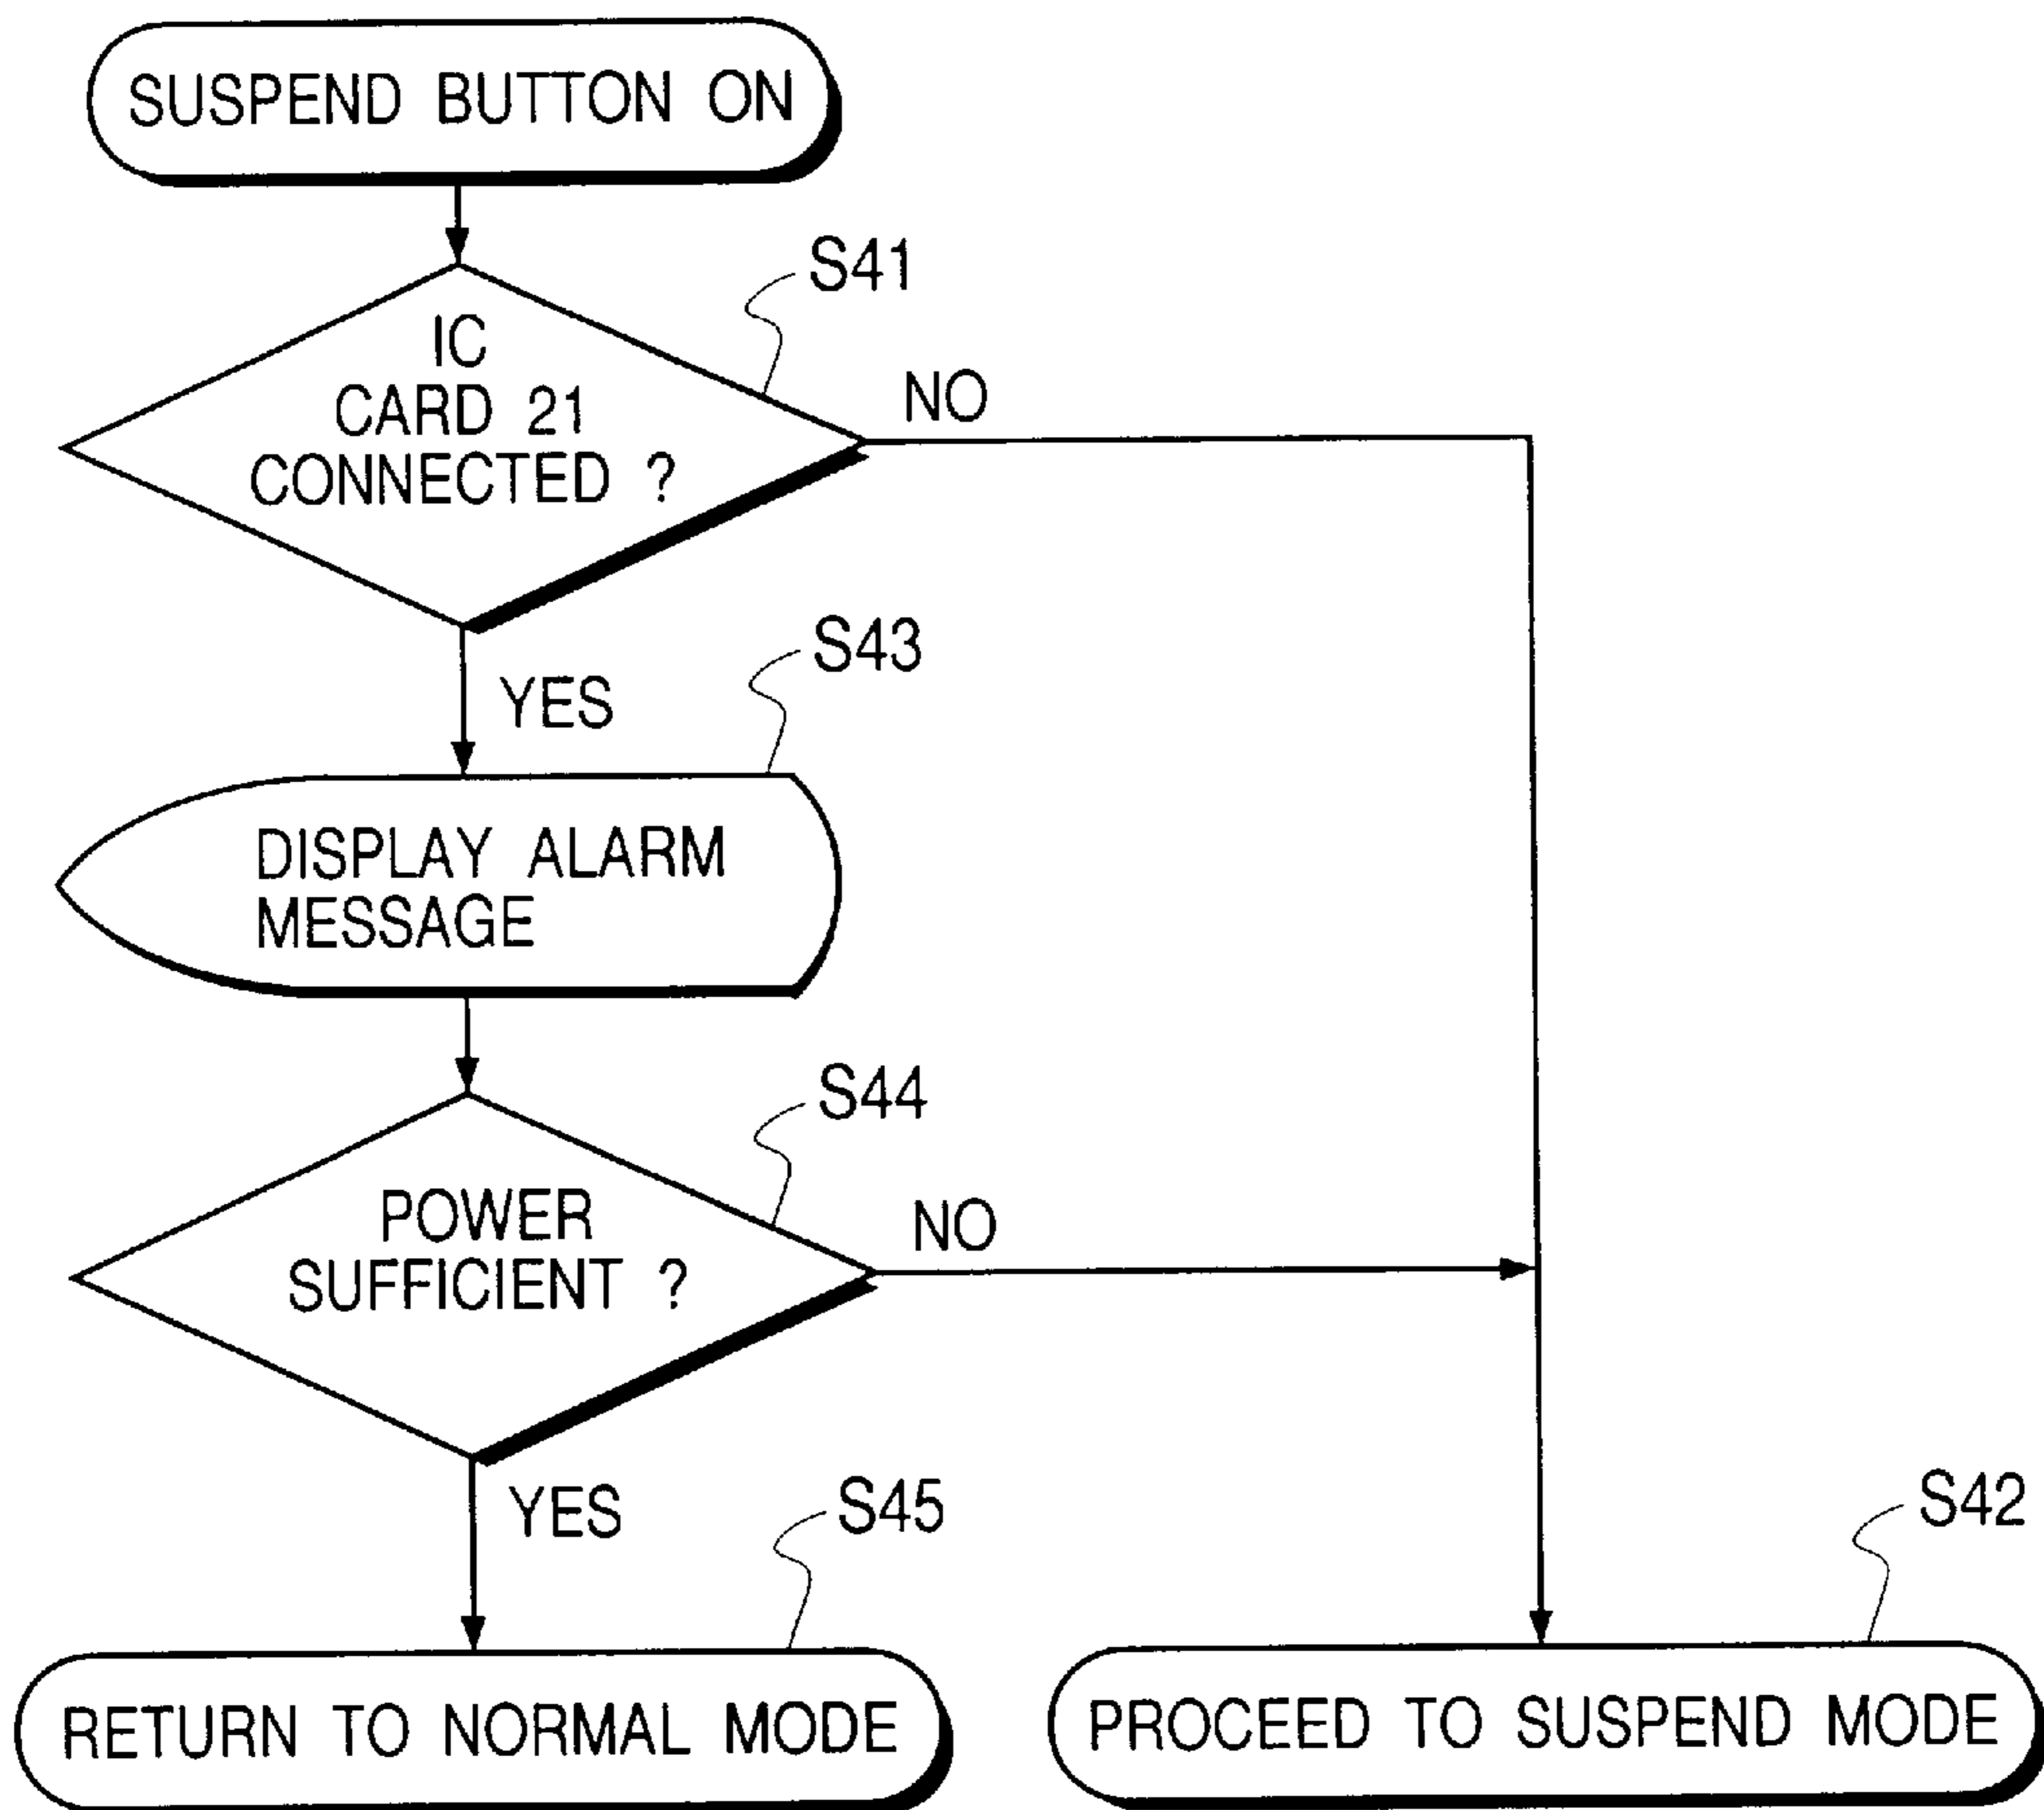 SUSPEND BUTTON ON
S41
IC
CARD 21
CONNECTED ?
NO
YES
S43
DISPLAY ALARM
MESSAGE
S44
POWER
SUFFICIENT ?
NO
YES
S45
S42
RETURN TO NORMAL MODE
PROCEED TO SUSPEND MODE